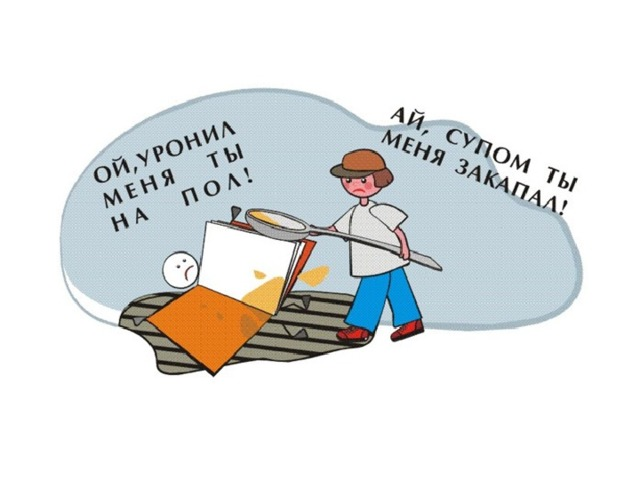 ОЙ,УРОНИЛ
МЕНЯ ТЫ
НА ПОЛ!
АЙ, СУПОМ ТЫ
МЕНЯ ЗАКАПАЛ!